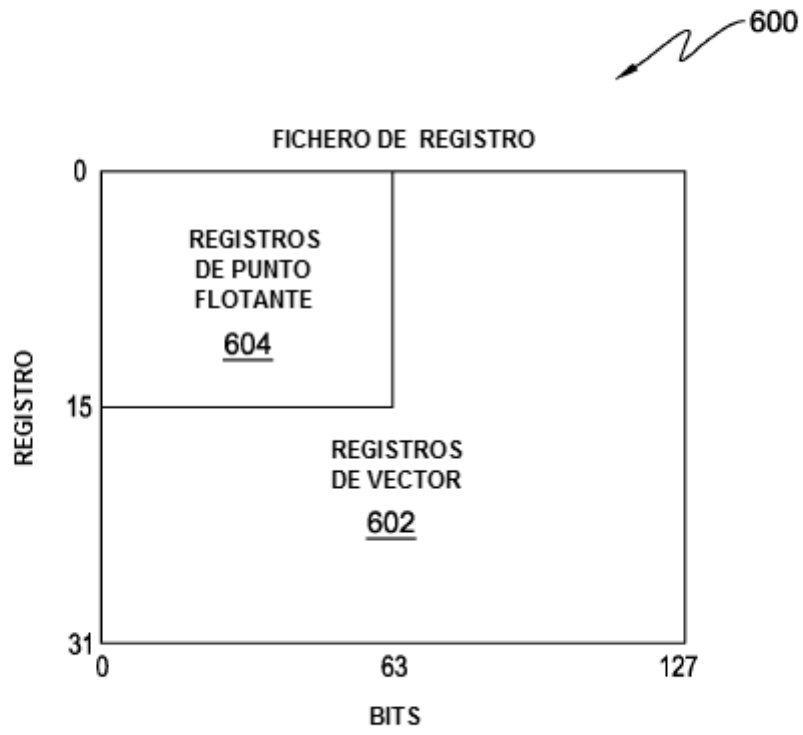 600
FICHERO DE REGISTRO
0
REGISTROS
DE PUNTO
FLOTANTE
604
REGISTRO
15
REGISTROS
DE VECTOR
602
31
0 63 127
BITS